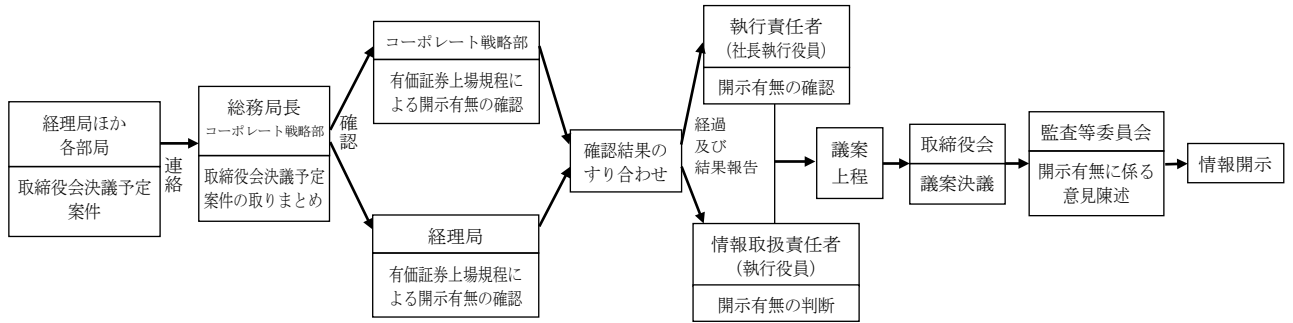 経理局ほか
各部局
取締役会決議予定
案件
連絡
総務局長
コーポレート戦略部
取締役会決議予定
案件の取りまとめ
確認
コーポレート戦略部
有価証券上場規程に
よる開示有無の確認
経理局
有価証券上場規程に
よる開示有無の確認
確認結果の
すり合わせ
経過
及び
結果報告
執行責任者
(社長執行役員)
開示有無の確認
情報取扱責任者
(執行役員)
開示有無の判断
議案
上程
取締役会
議案決議
監査等委員会
開示有無に係る
意見陳述
情報開示